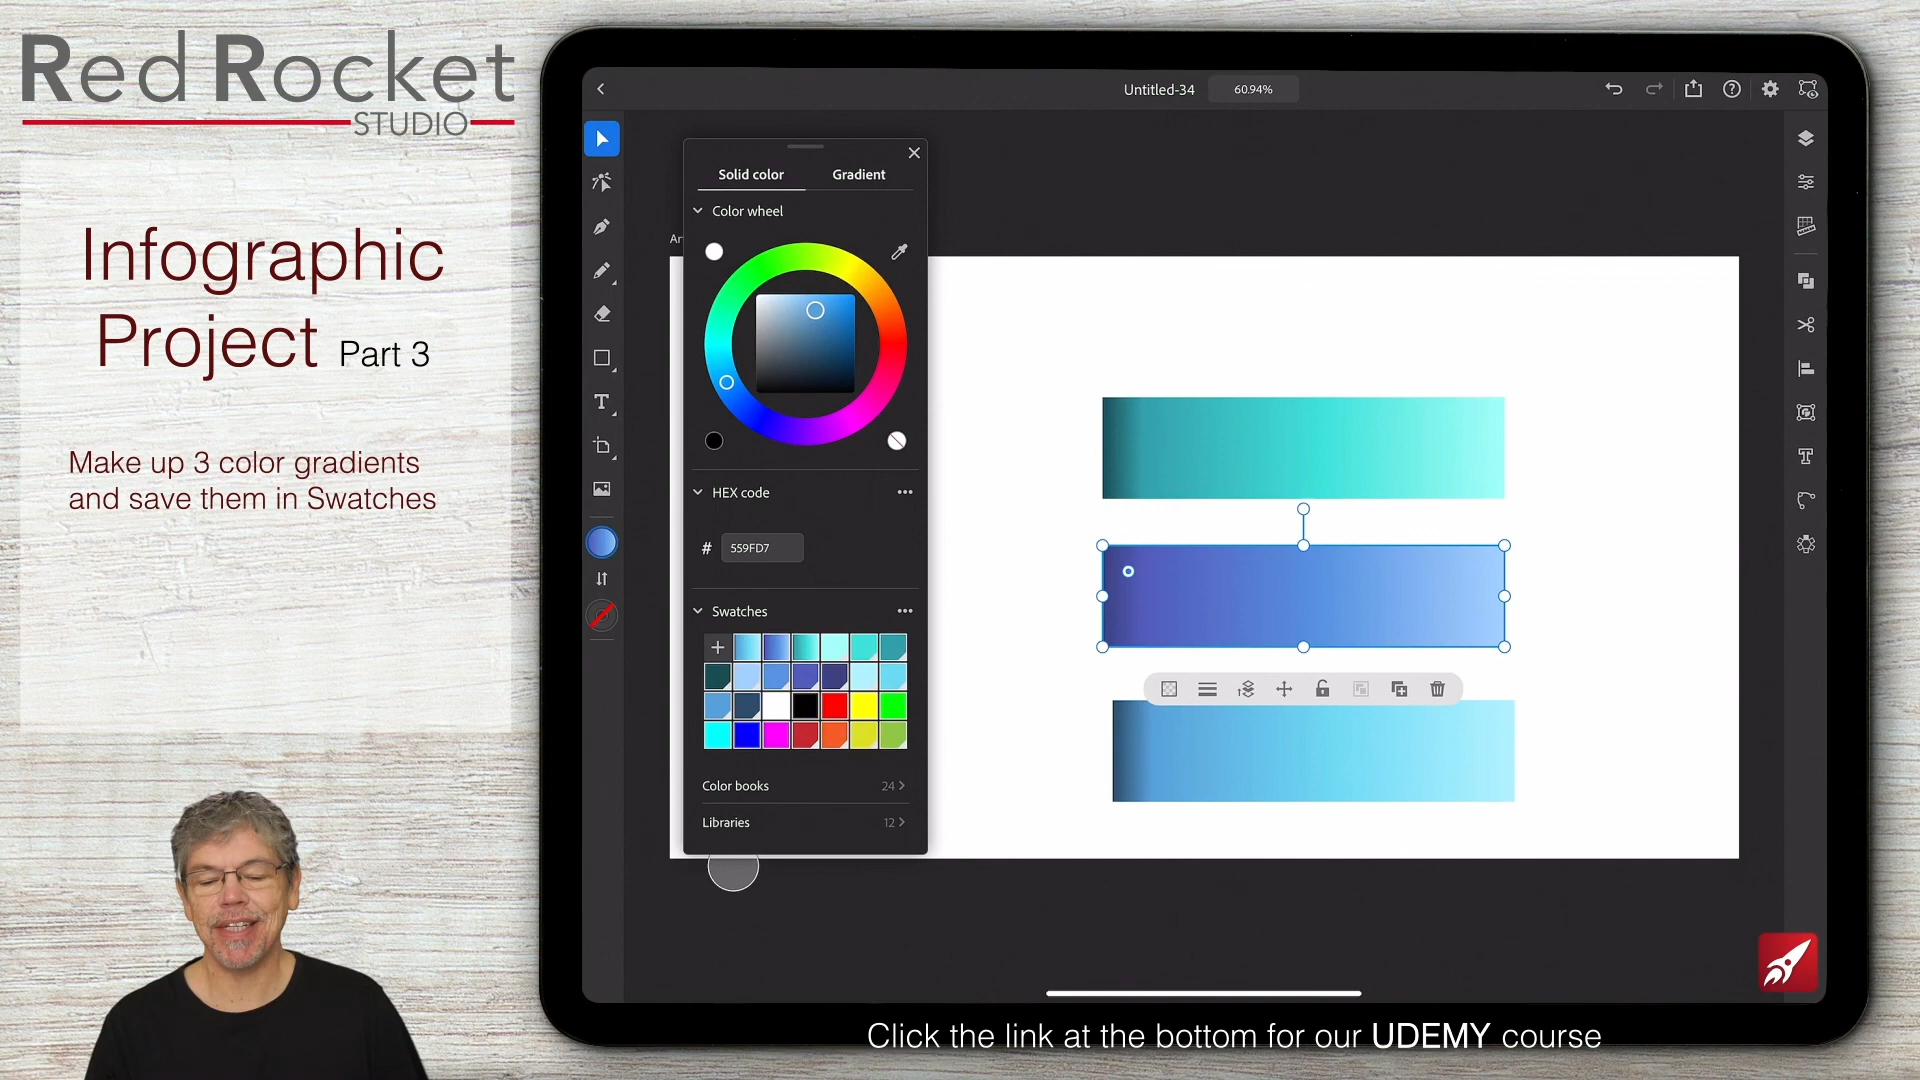 Red Rocket
STUDIO
Infographic
Project Part 3
Make up 3 color gradients
and save them in Swatches
Untitled-34
60.94%
Solid color
Gradient
Color wheel
Ar
HEX code
# 559FD7
Swatches
Color books 24
Libraries 12
Click the link at the bottom for our UDEMY course